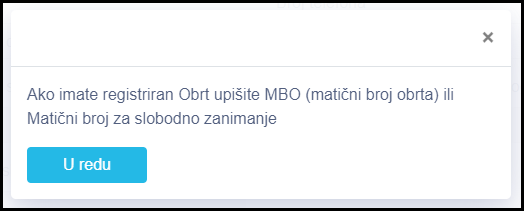 ×
Ako imate registriran Obrt upišite MBO (matični broj obrta) ili
Matični broj za slobodno zanimanje
U redu